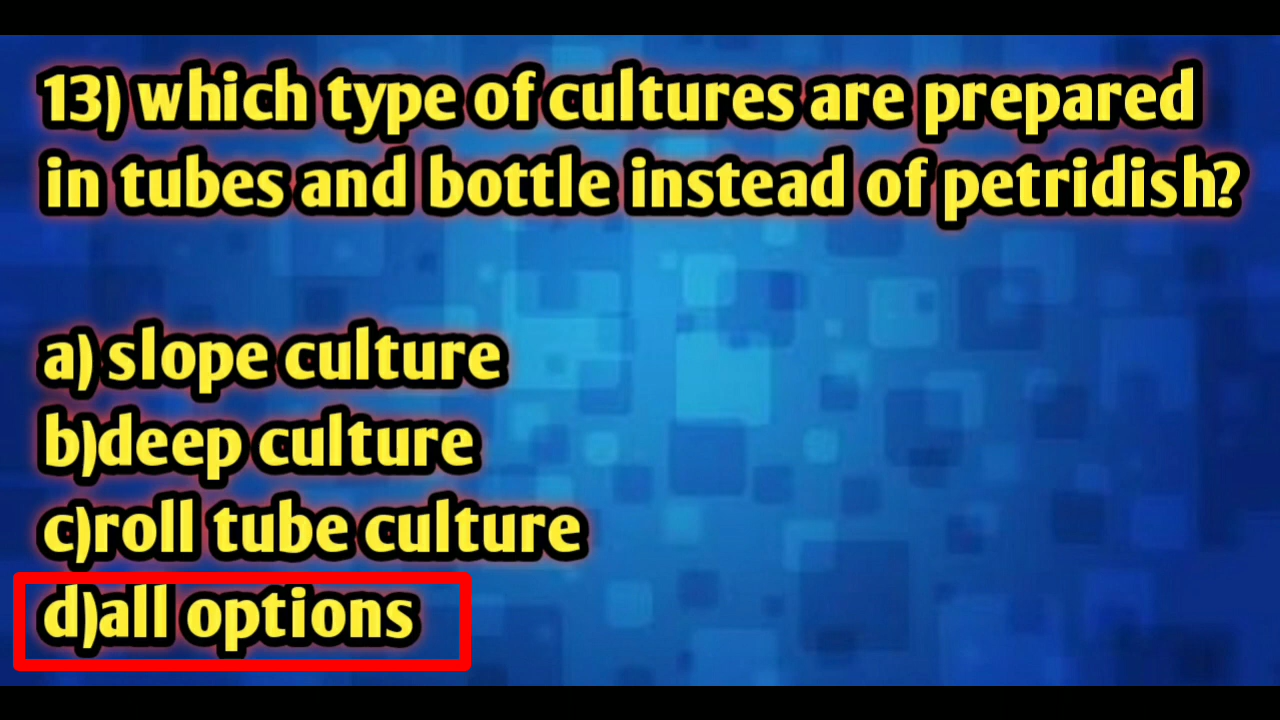 13) which type of cultures are prepared
in tubes and bottle instead of petridish?
a) slope culture
b)deep culture
c)roll tube culture
d)all options